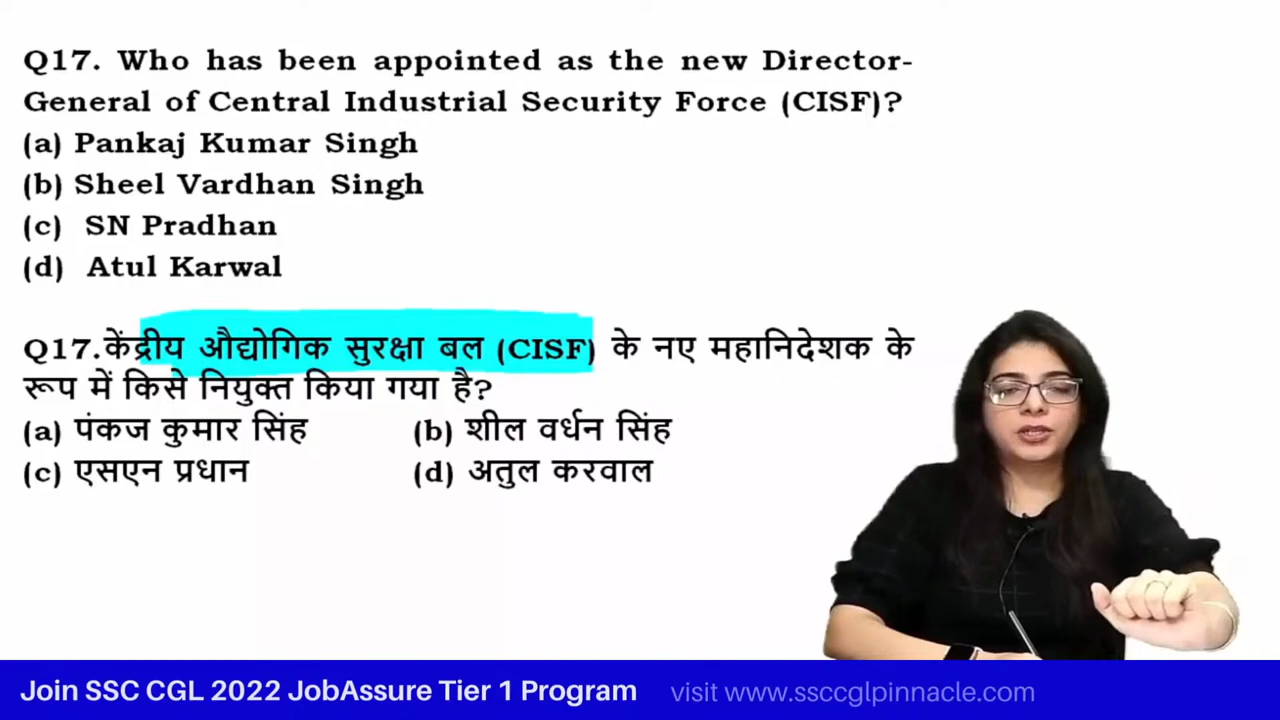 Q17. Who has been appointed as the new Director-
General of Central Industrial Security Force (CISF)?
(a) Pankaj Kumar Singh
(b) Sheel Vardhan Singh
(c) SN Pradhan
(d) Atul Karwal
Q17.केंद्रीय औद्योगिक सुरक्षा बल (CISF) के नए महानिदेशक के
रूप में किसे नियुक्त किया गया है?
(a) पंकज कुमार सिंह (b) शील वर्धन सिंह
(c) एसएन प्रधान (d) अतुल करवाल
Join SSC CGL 2022 JobAssure Tier 1 Program visit www.ssccglpinnacle.com